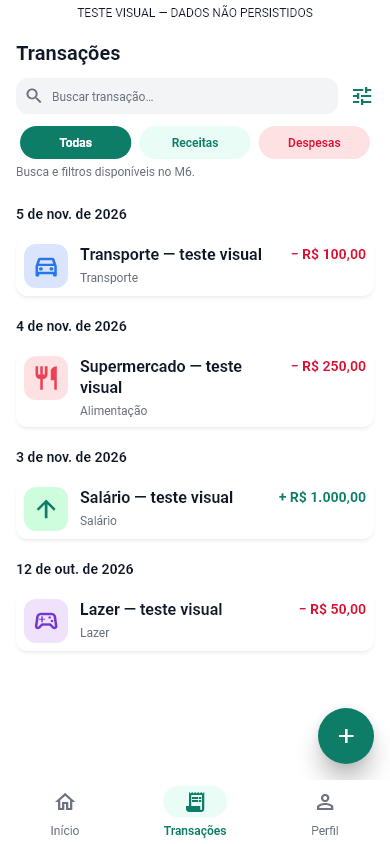 TESTE VISUAL — DADOS NÃO PERSISTIDOS
Transações
Buscar transação…
Todas
Receitas
Despesas
Busca e filtros disponíveis no M6.
5 de nov. de 2026
Transporte — teste visual
− R$ 100,00
Transporte
4 de nov. de 2026
Supermercado — teste
visual
− R$ 250,00
Alimentação
3 de nov. de 2026
Salário — teste visual
+ R$ 1.000,00
Salário
12 de out. de 2026
Lazer — teste visual
− R$ 50,00
Lazer
Início
Transações
Perfil